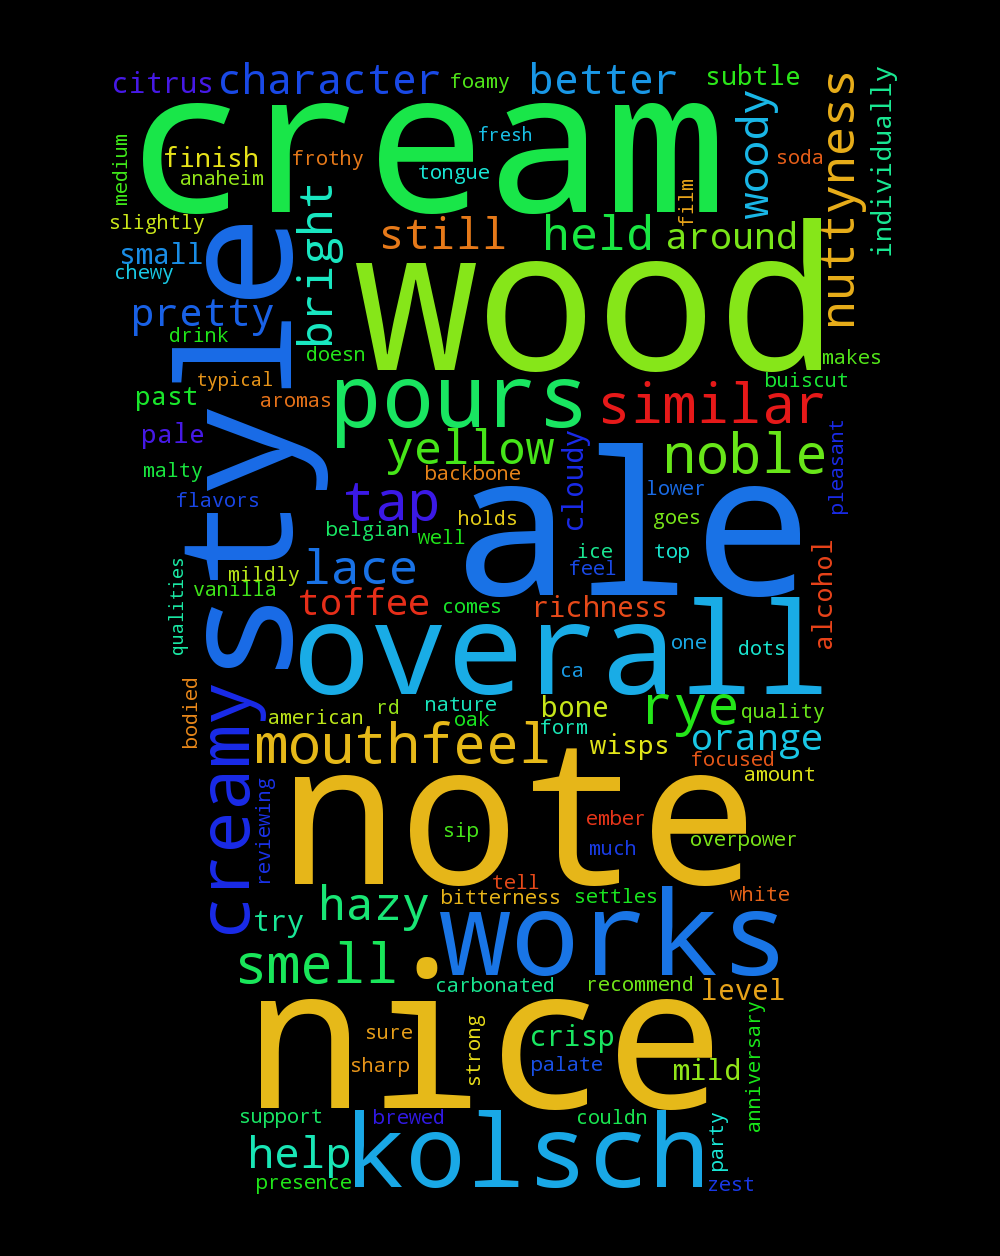 citrus character foamy better subtle
cream
medium
finish
anaheim
frothy
fresh
tongue
woody
soda
nuttyness
individually
film
slightly
small
chewy
style
bright
still held around
wood
pretty
drink
doesn
makes
typical
aromas
past
pours
similar
buiscut
pale
malty
flavors
yellow
backbone
cloudy
noble
pleasant
tap
holds
belgian
well
ale
lower
goes
ice
top
feel
mildly
vanilla
qualities
lace
toffee
comes
richness
alcohol
overall
one
dots
ca
bodied
creamy
american
rd
nature
oak
bone
form
rye
quality
mouthfeel
wisps
orange
focused
amount
reviewing
note
sip
ember
much
overpower
tell
hazy
try
bitterness
settles
white
works
smell
carbonated
recommend
level
nice
sure
sharp
strong
crisp
palate
mild
anniversary
support
brewed
couldn
help
kolsch
party
presence
zest